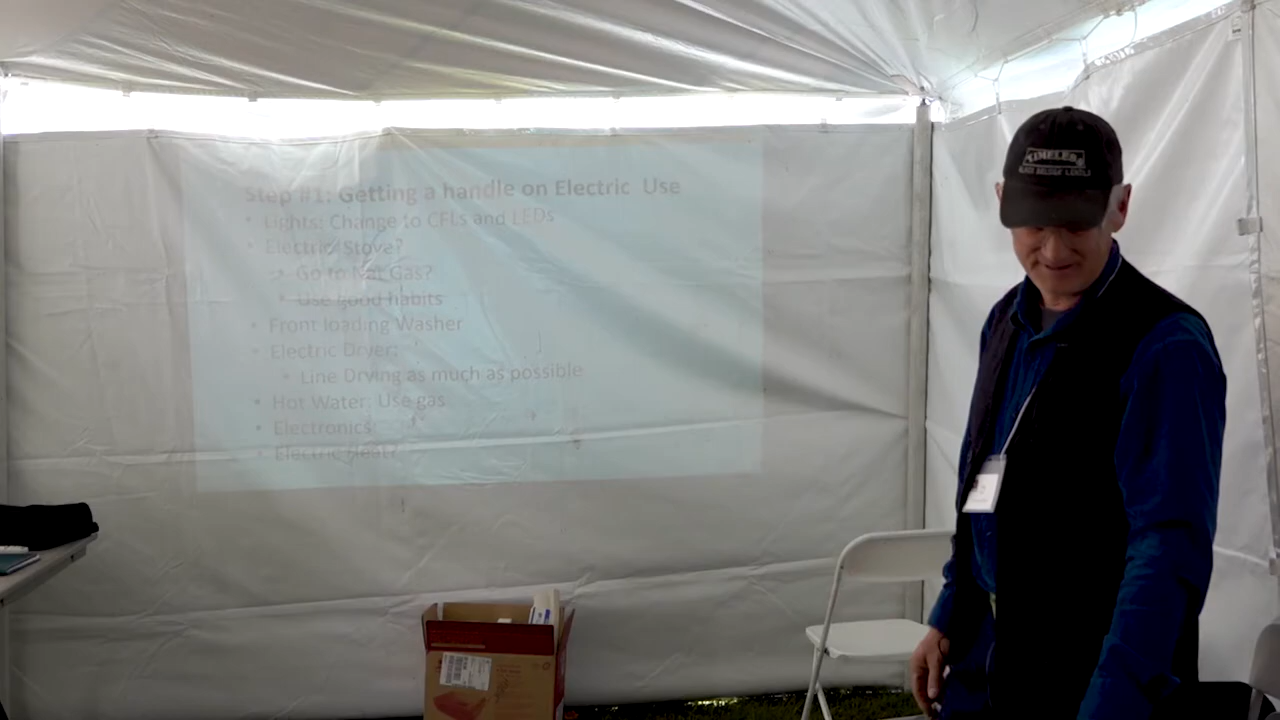 Step #1: Getting a handle on Electric Use
• Lights: Change to CFLs and LEDs
• Electric Stove?
• Go to Nat Gas?
• Use good habits
• Front loading Washer
• Electric Dryer:
• Line Drying as much as possible
• Hot Water: Use gas
• Electronics
• Electric Heat?
TIMELESS